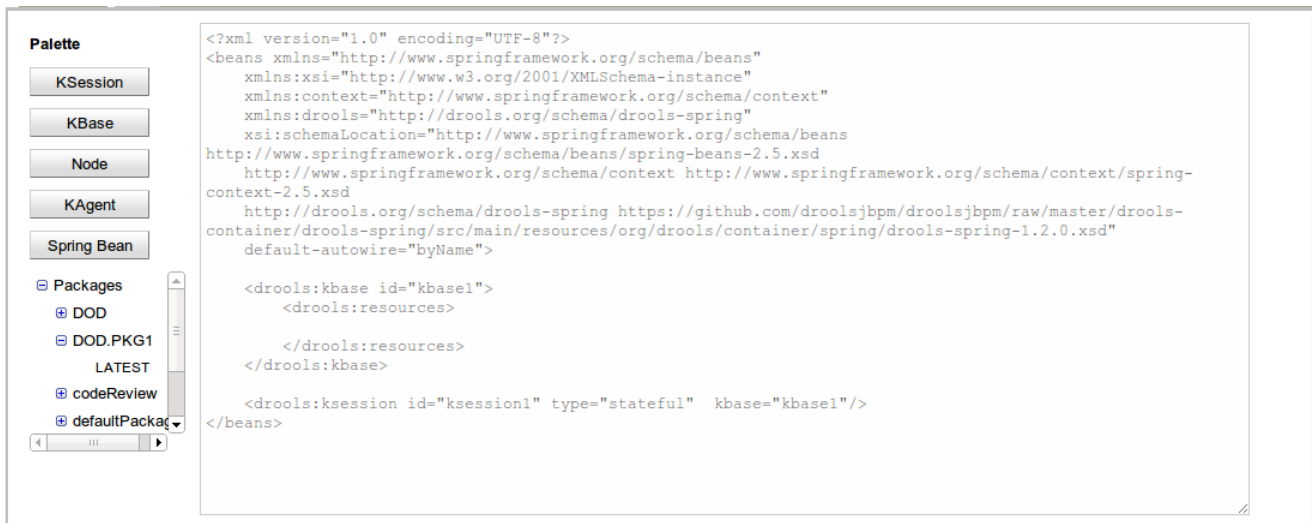 Palette
KSession
KBase
Node
KAgent
Spring Bean
Packages
DOD
DOD.PKG1
LATEST
codeReview
defaultPackag
<?xml version="1.0" encoding="UTF-8"?>
<beans xmlns="http://www.springframework.org/schema/beans"
    xmlns:xsi="http://www.w3.org/2001/XMLSchema-instance"
    xmlns:context="http://www.springframework.org/schema/context"
    xmlns:drools="http://drools.org/schema/drools-spring"
    xsi:schemaLocation="http://www.springframework.org/schema/beans
http://www.springframework.org/schema/beans/spring-beans-2.5.xsd
    http://www.springframework.org/schema/context http://www.springframework.org/schema/context/spring-
context-2.5.xsd
    http://drools.org/schema/drools-spring https://github.com/droolsjbpm/droolsjbpm/raw/master/drools-
container/drools-spring/src/main/resources/org/drools/container/spring/drools-spring-1.2.0.xsd"
    default-autowire="byName">
    <drools:kbase id="kbase1">
        <drools:resources>
        </drools:resources>
    </drools:kbase>
    <drools:ksession id="ksession1" type="stateful"  kbase="kbase1"/>
</beans>